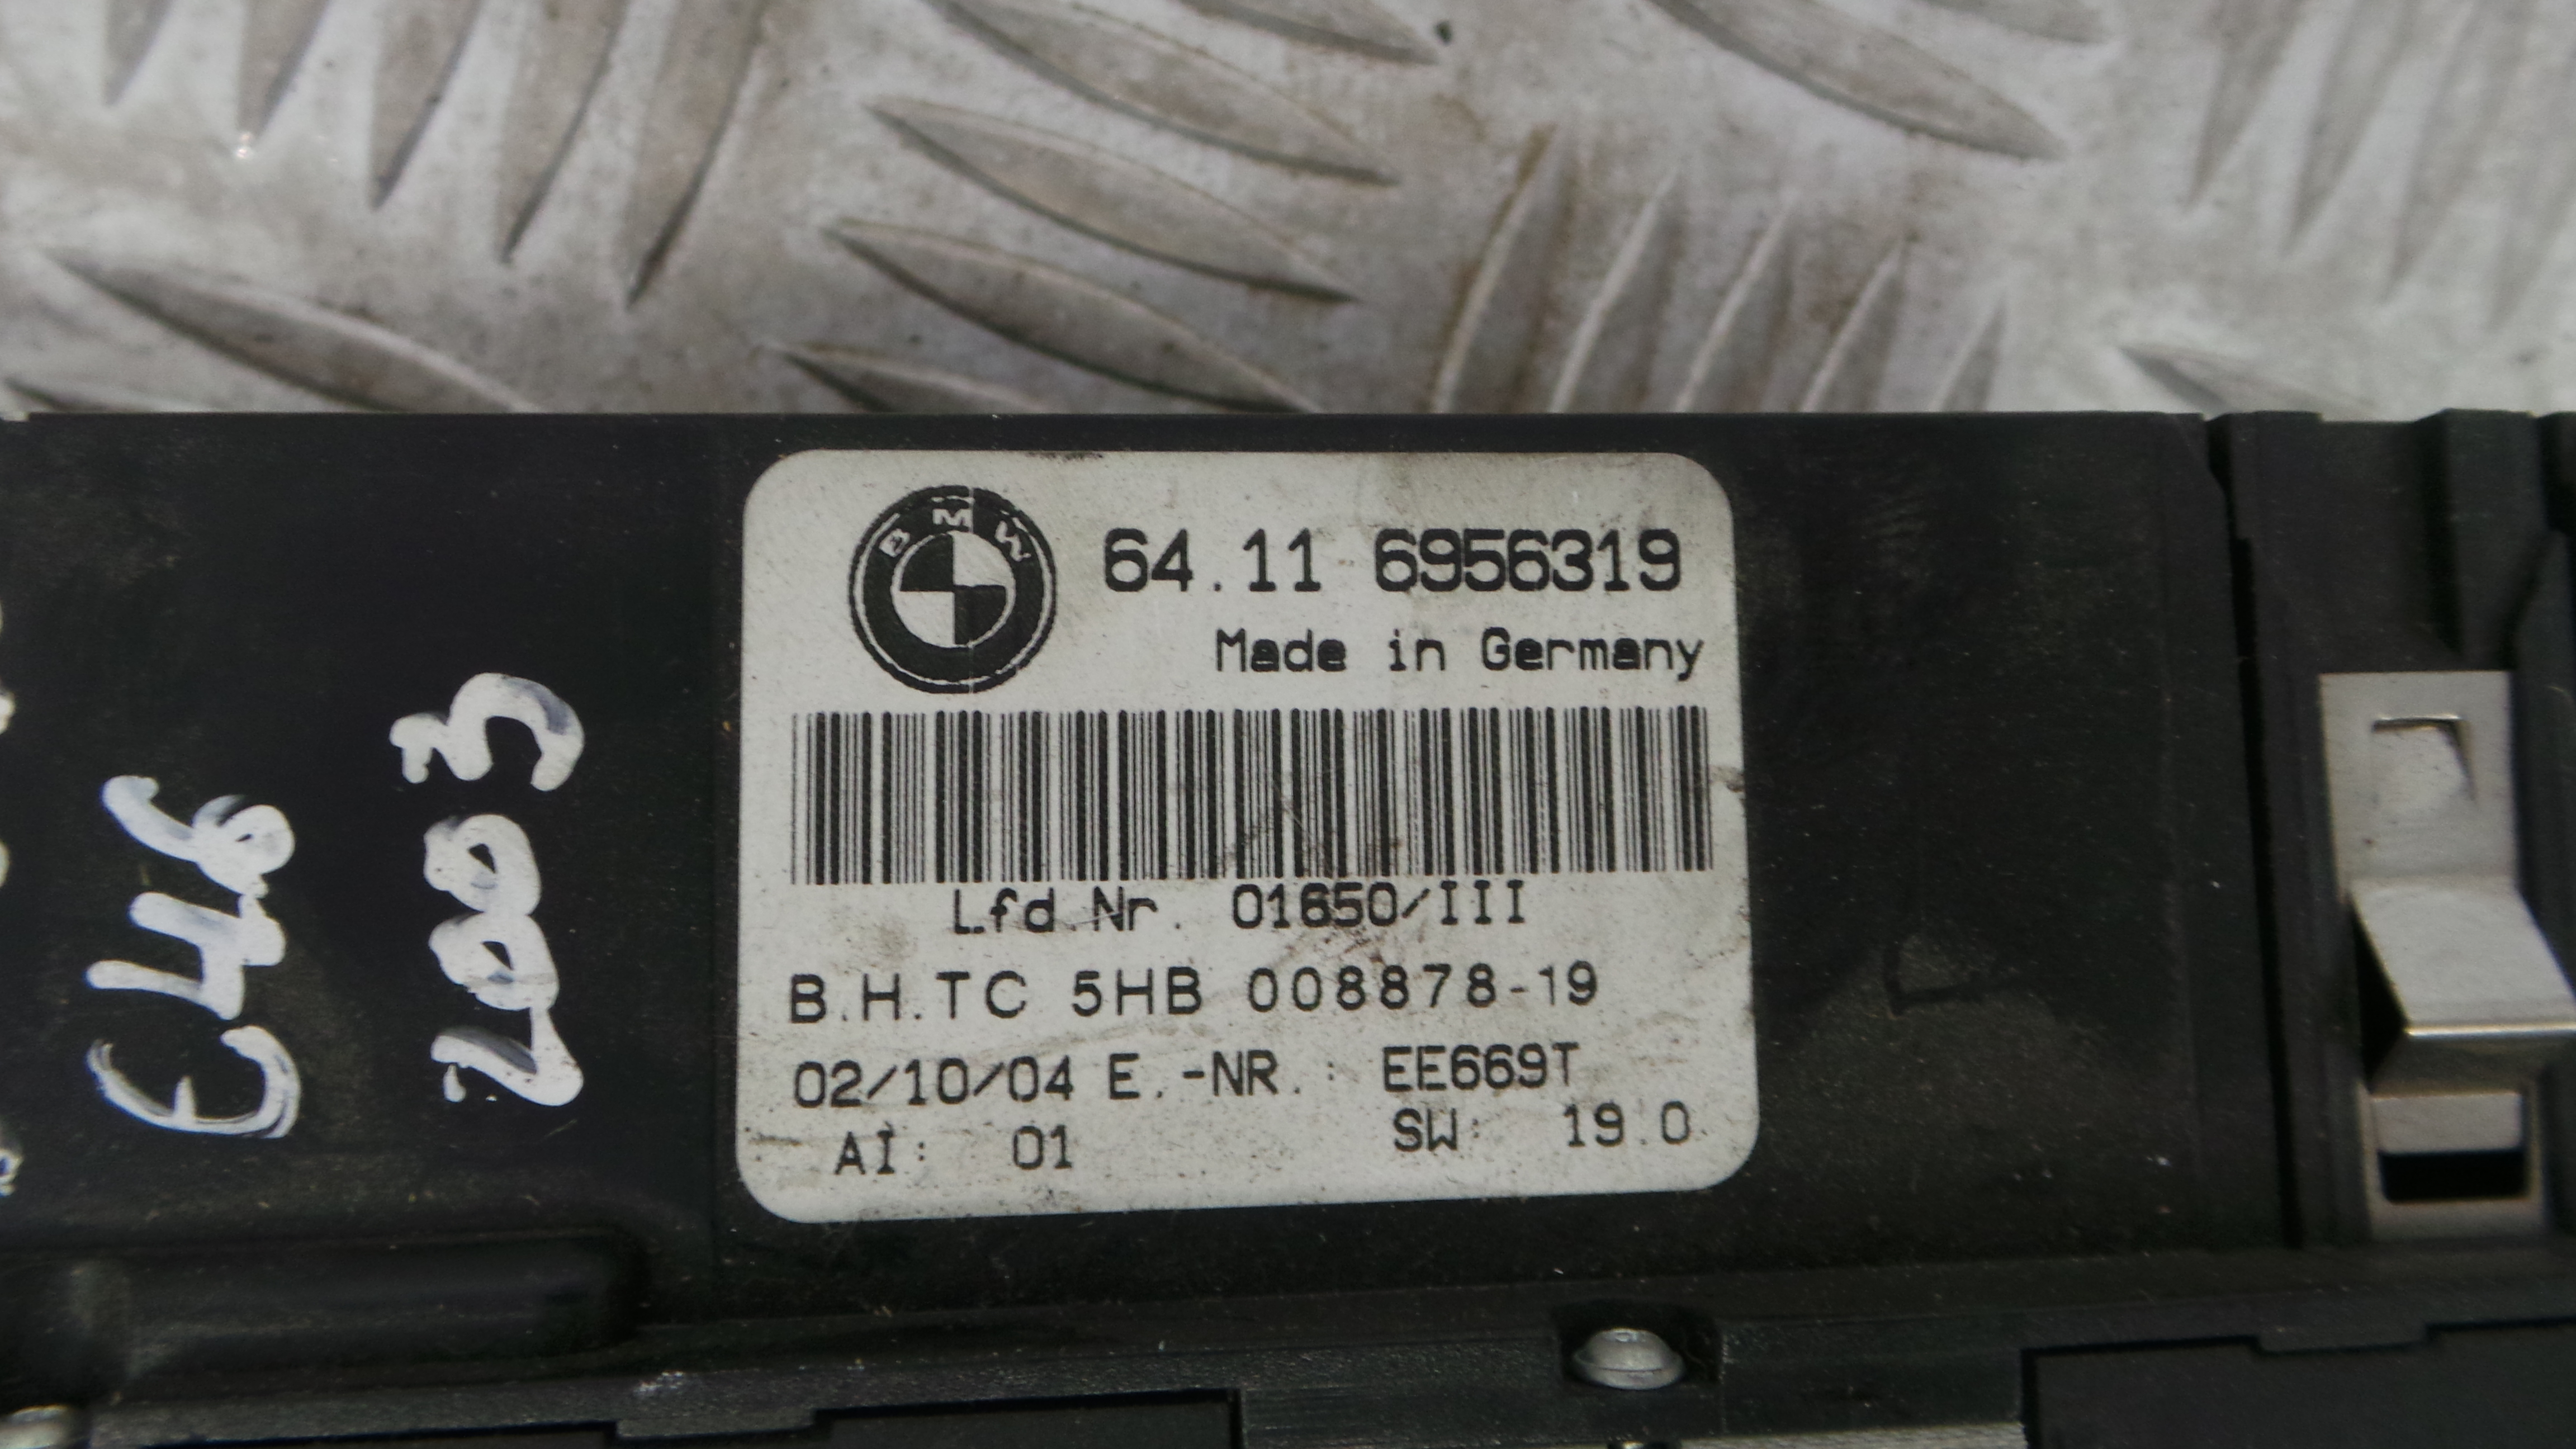 BMW
64.11 6956319
Made in Germany
Lfd.Nr. 01650/III
B.H.TC 5HB 008878-19
02/10/04 E.-NR.: EE669T
AI: 01 SW: 19.0
E46
2003